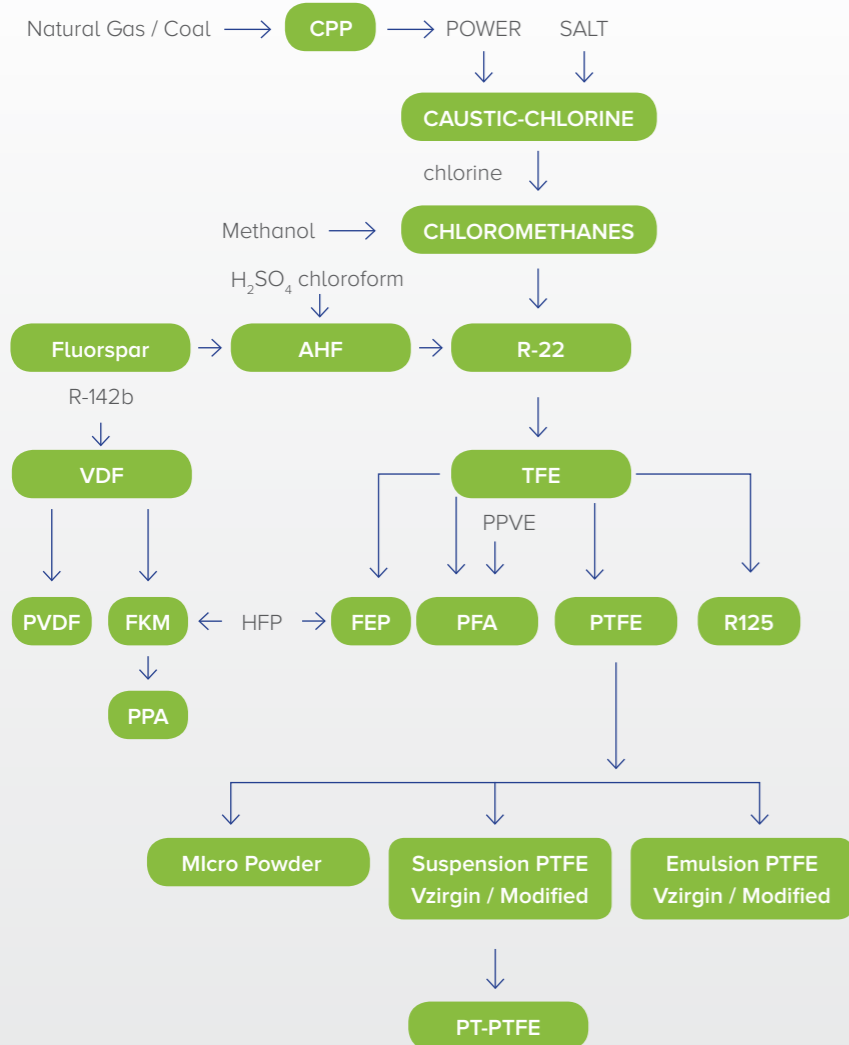 Natural Gas / Coal
CPP
POWER
SALT
CAUSTIC-CHLORINE
chlorine
Methanol
CHLOROMETHANES
H₂SO₄ chloroform
Fluorspar
AHF
R-22
R-142b
VDF
TFE
PPVE
PVDF
FKM
HFP
FEP
PFA
PTFE
R125
PPA
MIcro Powder
Suspension PTFE
Vzirgin / Modified
Emulsion PTFE
Vzirgin / Modified
PT-PTFE